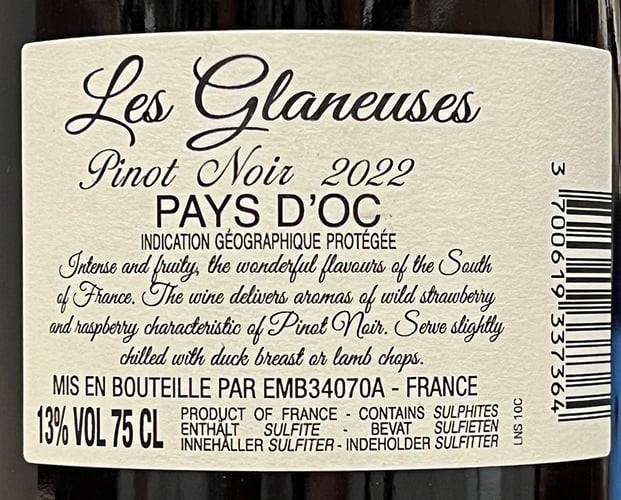 Les Glaneuses
Pinot Noir 2022
PAYS D'OC
INDICATION GÉOGRAPHIQUE PROTÉGÉE
Intense and fruity, the wonderful flavours of the South
of France. The wine delivers aromas of wild strawberry
and raspberry characteristic of Pinot Noir. Serve slightly
chilled with duck breast or lamb chops.
MIS EN BOUTEILLE PAR EMB34070A - FRANCE
13% VOL 75 CL
PRODUCT OF FRANCE - CONTAINS SULPHITES
ENTHÄLT SULFITE - BEVAT SULFIETEN
INNEHÅLLER SULFITER - INDEHOLDER SULFITTER
LNS 10C
3 700619 337364